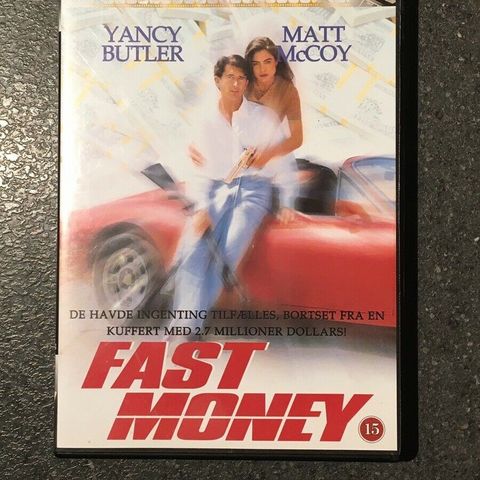 YANCY BUTLER
MATT McCOY
DE HAVDE INGENTING TILFÆLLES, BORTSET FRA EN
KUFFERT MED 2.7 MILLIONER DOLLARS!
FAST
MONEY
15